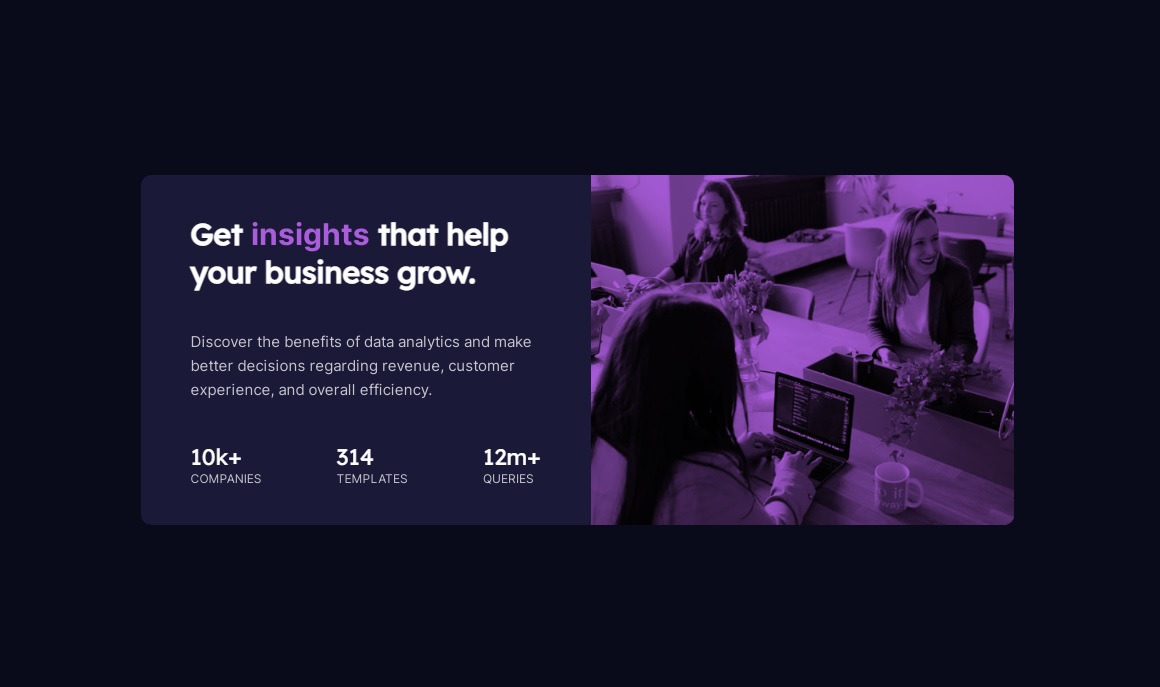 Get insights that help
your business grow.
Discover the benefits of data analytics and make
better decisions regarding revenue, customer
experience, and overall efficiency.
10k+ 314 12m+
COMPANIES TEMPLATES QUERIES